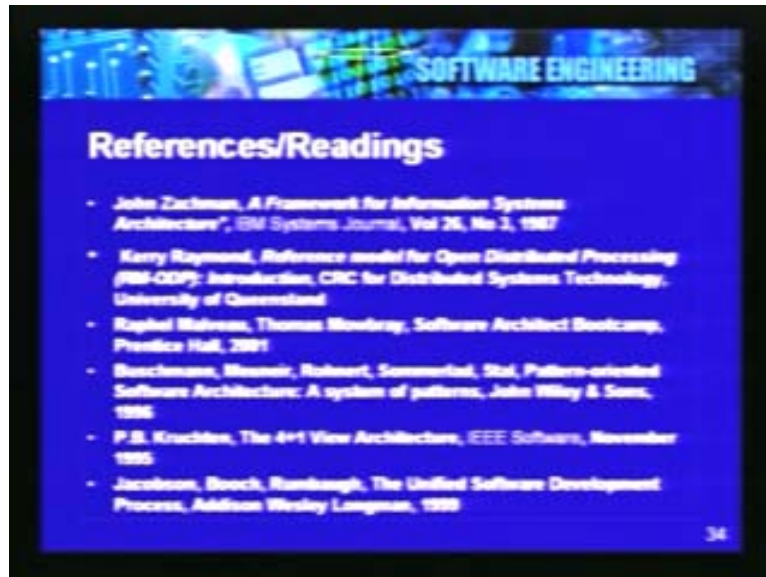 SOFTWARE ENGINEERING
References/Readings
• John Zachman, A Framework for Information Systems
Architecture", IBM Systems Journal, Vol 26, No 3, 1987
• Kerry Raymond, Reference model for Open Distributed Processing
(RM-ODP): Introduction, CRC for Distributed Systems Technology,
University of Queensland
• Raphel Malveau, Thomas Mowbray, Software Architect Bootcamp,
Prentice Hall, 2001
• Buschmann, Meuneir, Rohnert, Sommerlad, Stal, Pattern-oriented
Software Architecture: A system of patterns, John Wiley & Sons,
1996
• P.B. Kruchten, The 4+1 View Architecture, IEEE Software, November
1995
• Jacobson, Booch, Rumbaugh, The Unified Software Development
Process, Addison Wesley Longman, 1999
34